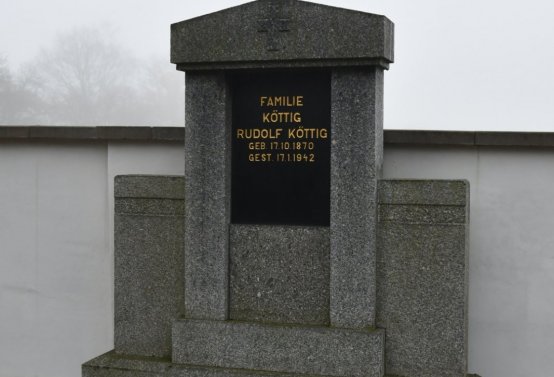 FAMILIE
KÖTTIG
RUDOLF KÖTTIG
GEB. 17.10.1870
GEST. 17.1.1942